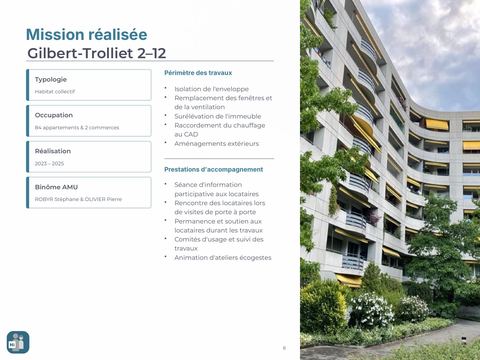 Mission réalisée
Gilbert-Trolliet 2–12
Typologie
Habitat collectif
Occupation
84 appartements & 2 commerces
Réalisation
2023 – 2025
Binôme AMU
ROBYR Stéphane & OLIVIER Pierre
Périmètre des travaux
• Isolation de l'enveloppe
• Remplacement des fenêtres et
de la ventilation
• Surélévation de l'immeuble
• Raccordement du chauffage
au CAD
• Aménagements extérieurs
Prestations d'accompagnement
• Séance d'information
participative aux locataires
• Rencontre des locataires lors
de visites de porte à porte
• Permanence et soutien aux
locataires durant les travaux
• Comités d'usage et suivi des
travaux
• Animation d'ateliers écogestes